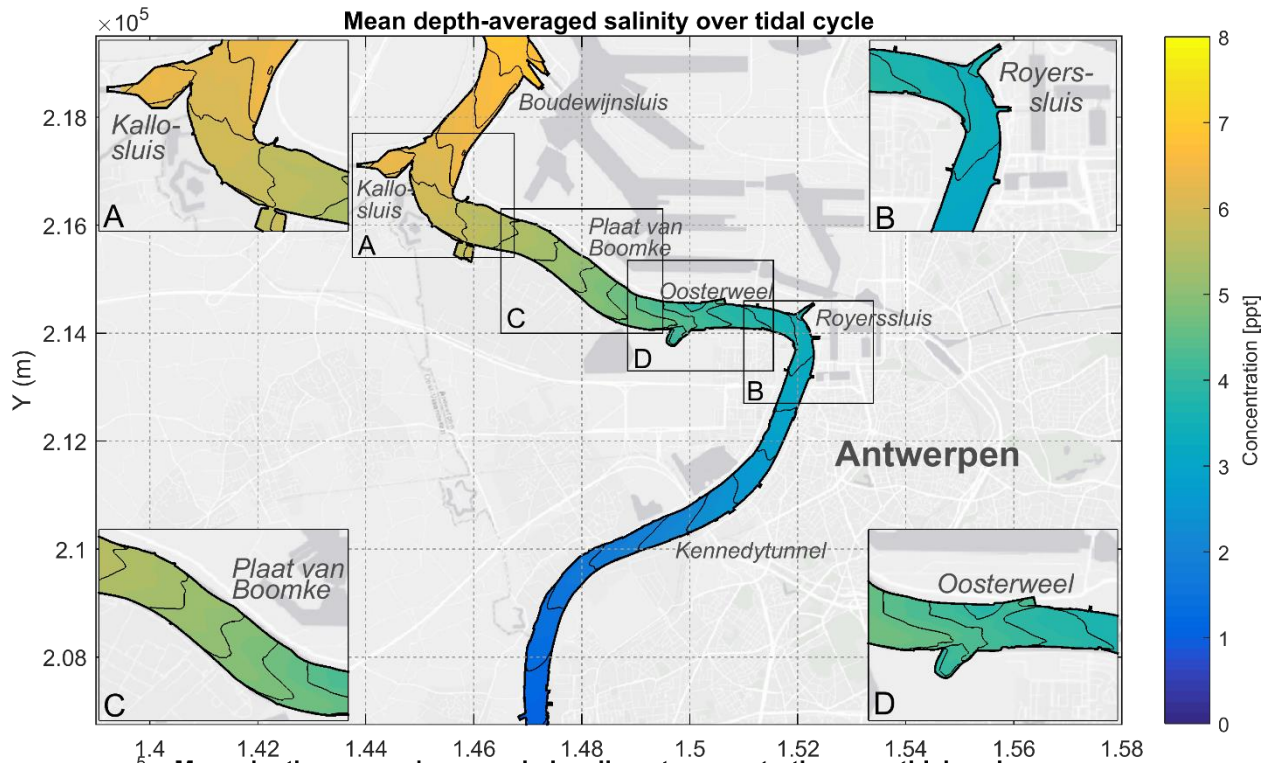 ×10⁵
Mean depth-averaged salinity over tidal cycle
Kallo-
sluis
A
Boudewijnsluis
Kallo-
sluis
A
Plaat van
Boomke
C
Oosterweel
D
Royerssluis
B
Royers-
sluis
B
Antwerpen
Kennedytunnel
Plaat van
Boomke
C
Oosterweel
D
2.18
2.16
2.14
2.12
2.1
2.08
Y (m)
1.4
1.42
1.44
1.46
1.48
1.5
1.52
1.54
1.56
1.58
8
7
6
5
4
3
2
1
0
Concentration [ppt]